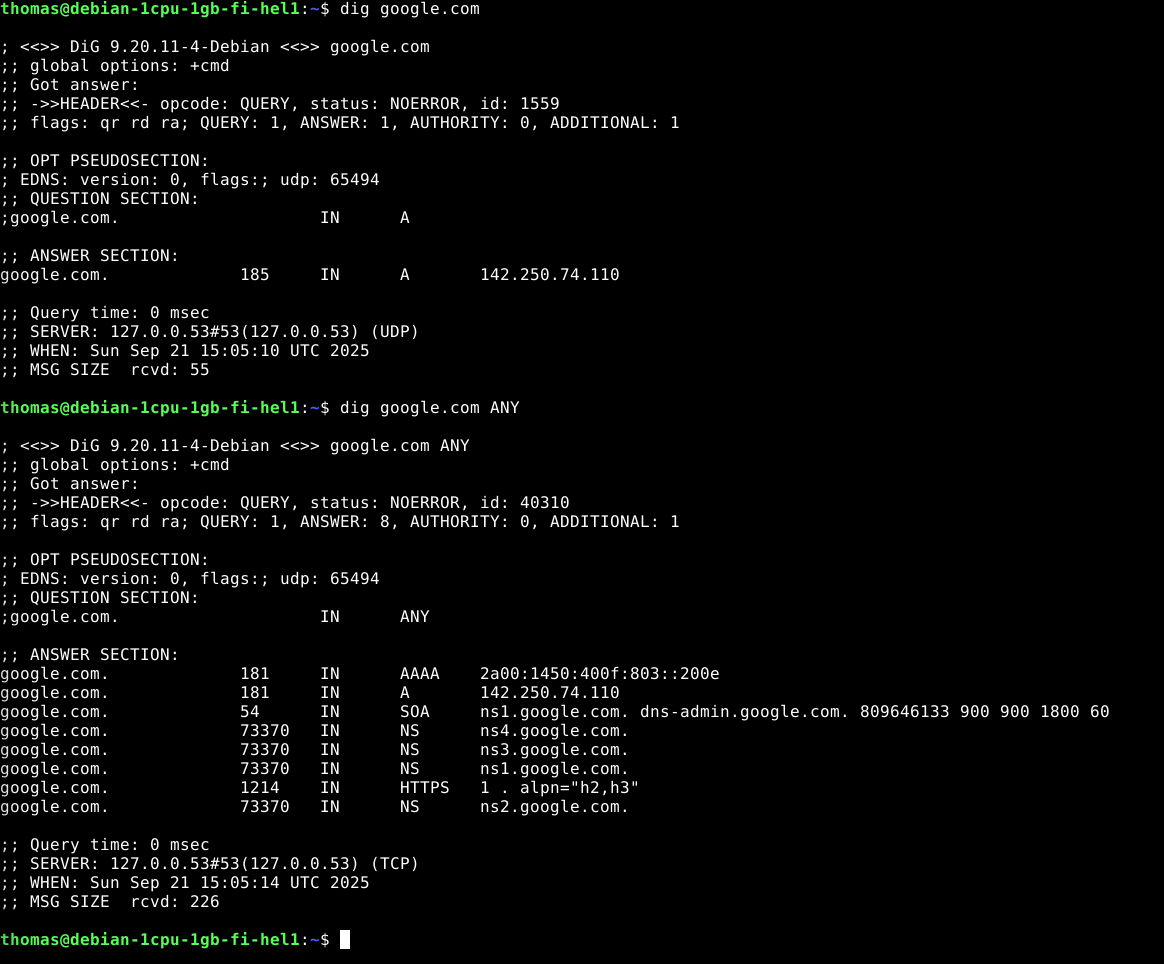 thomas@debian-1cpu-1gb-fi-hel1:~$ dig google.com

; <<>> DiG 9.20.11-4-Debian <<>> google.com
;; global options: +cmd
;; Got answer:
;; ->>HEADER<<- opcode: QUERY, status: NOERROR, id: 1559
;; flags: qr rd ra; QUERY: 1, ANSWER: 1, AUTHORITY: 0, ADDITIONAL: 1

;; OPT PSEUDOSECTION:
; EDNS: version: 0, flags:; udp: 65494
;; QUESTION SECTION:
;google.com.                    IN      A

;; ANSWER SECTION:
google.com.             185     IN      A       142.250.74.110

;; Query time: 0 msec
;; SERVER: 127.0.0.53#53(127.0.0.53) (UDP)
;; WHEN: Sun Sep 21 15:05:10 UTC 2025
;; MSG SIZE  rcvd: 55

thomas@debian-1cpu-1gb-fi-hel1:~$ dig google.com ANY

; <<>> DiG 9.20.11-4-Debian <<>> google.com ANY
;; global options: +cmd
;; Got answer:
;; ->>HEADER<<- opcode: QUERY, status: NOERROR, id: 40310
;; flags: qr rd ra; QUERY: 1, ANSWER: 8, AUTHORITY: 0, ADDITIONAL: 1

;; OPT PSEUDOSECTION:
; EDNS: version: 0, flags:; udp: 65494
;; QUESTION SECTION:
;google.com.                    IN      ANY

;; ANSWER SECTION:
google.com.             181     IN      AAAA    2a00:1450:400f:803::200e
google.com.             181     IN      A       142.250.74.110
google.com.             54      IN      SOA     ns1.google.com. dns-admin.google.com. 809646133 900 900 1800 60
google.com.             73370   IN      NS      ns4.google.com.
google.com.             73370   IN      NS      ns3.google.com.
google.com.             73370   IN      NS      ns1.google.com.
google.com.             1214    IN      HTTPS   1 . alpn="h2,h3"
google.com.             73370   IN      NS      ns2.google.com.

;; Query time: 0 msec
;; SERVER: 127.0.0.53#53(127.0.0.53) (TCP)
;; WHEN: Sun Sep 21 15:05:14 UTC 2025
;; MSG SIZE  rcvd: 226

thomas@debian-1cpu-1gb-fi-hel1:~$